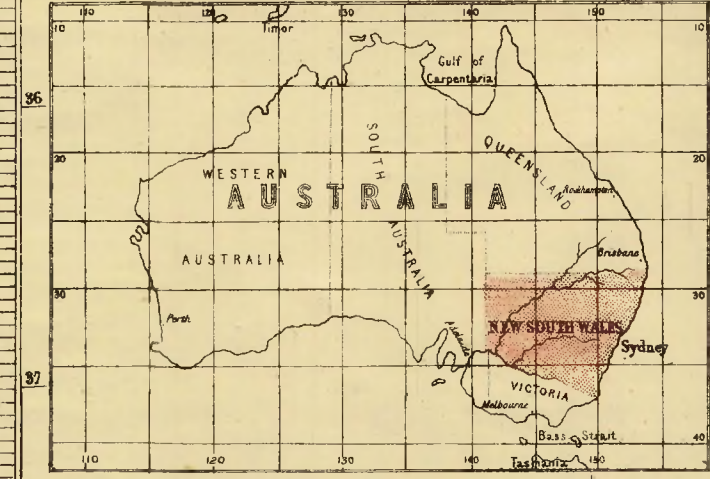 110 120 130 140 150
10 Timor 10
Gulf of
Carpentaria
36
SOUTH
QUEENSLAND
20 20
WESTERN
AUSTRALIA
Rockhampton
AUSTRALIA
AUSTRALIA
Brisbane
30 30
Perth
Adelaide
NEW SOUTH WALES
Sydney
37
VICTORIA
Melbourne
Bass Strait
40
Tasmania
110 120 130 140 150